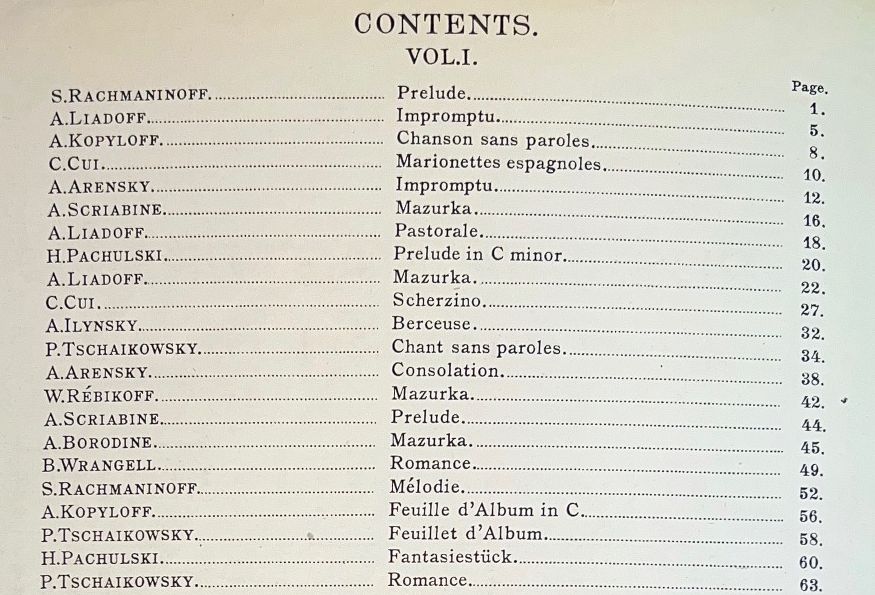 CONTENTS.
VOL.I.
Page.
S.RACHMANINOFF. Prelude. 1.
A.LIADOFF. Impromptu. 5.
A.KOPYLOFF. Chanson sans paroles. 8.
C.CUI. Marionettes espagnoles. 10.
A.ARENSKY. Impromptu. 12.
A.SCRIABINE. Mazurka. 16.
A.LIADOFF. Pastorale. 18.
H.PACHULSKI. Prelude in C minor. 20.
A.LIADOFF. Mazurka. 22.
C.CUI. Scherzino. 27.
A.ILYNSKY. Berceuse. 32.
P.TSCHAIKOWSKY. Chant sans paroles. 34.
A.ARENSKY. Consolation. 38.
W.RÉBIKOFF. Mazurka. 42.
A.SCRIABINE. Prelude. 44.
A.BORODINE. Mazurka. 45.
B.WRANGELL. Romance. 49.
S.RACHMANINOFF. Mélodie. 52.
A.KOPYLOFF. Feuille d'Album in C. 56.
P.TSCHAIKOWSKY. Feuillet d'Album. 58.
H.PACHULSKI. Fantasiestück. 60.
P.TSCHAIKOWSKY. Romance. 63.